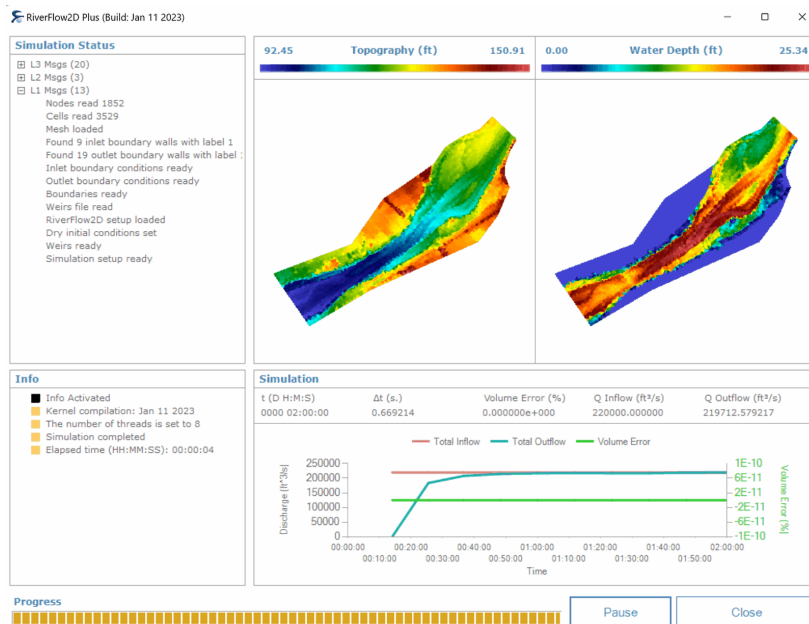 RiverFlow2D Plus (Build: Jan 11 2023)
Simulation Status
L3 Msgs (20)
L2 Msgs (3)
L1 Msgs (13)
Nodes read 1852
Cells read 3529
Mesh loaded
Found 9 inlet boundary walls with label 1
Found 19 outlet boundary walls with label :
Inlet boundary conditions ready
Outlet boundary conditions ready
Boundaries ready
Weirs file read
RiverFlow2D setup loaded
Dry initial conditions set
Weirs ready
Simulation setup ready
92.45 Topography (ft) 150.91
0.00 Water Depth (ft) 25.34
Info
Info Activated
Kernel compilation: Jan 11 2023
The number of threads is set to 8
Simulation completed
Elapsed time (HH:MM:SS): 00:00:04
Simulation
t (D H:M:S) Δt (s.) Volume Error (%) Q Inflow (ft³/s) Q Outflow (ft³/s)
0000 02:00:00 0.669214 0.000000e+000 220000.000000 219712.579217
Total Inflow Total Outflow Volume Error
Discharge (ft^3/s)
250000
200000
150000
100000
50000
0
1E-10
6E-11
2E-11
-2E-11
-6E-11
-1E-10
Volume Error (%)
00:00:00 00:20:00 00:40:00 01:00:00 01:20:00 01:40:00 02:00:00
00:10:00 00:30:00 00:50:00 01:10:00 01:30:00 01:50:00
Time
Progress
Pause
Close